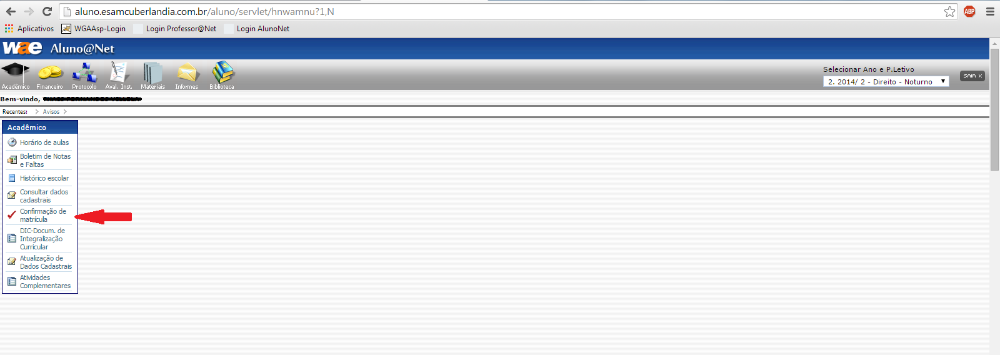 aluno.esamcuberlandia.com.br/aluno/servlet/hnwamnu?1,N
ABP
Aplicativos WGAAsp-Login Login Professor@Net Login AlunoNet
wae Aluno@Net
Acadêmico Financeiro Protocolo Aval. Inst. Materiais Informes Biblioteca
Selecionar Ano e P.Letivo
2. 2014/ 2 - Direito - Noturno
SAIR X
Bem-vindo,
Recentes: Avisos
Acadêmico
Horário de aulas
Boletim de Notas
e Faltas
Histórico escolar
Consultar dados
cadastrais
Confirmação de
matrícula
DIC-Docum. de
Integralização
Curricular
Atualização de
Dados Cadastrais
Atividades
Complementares